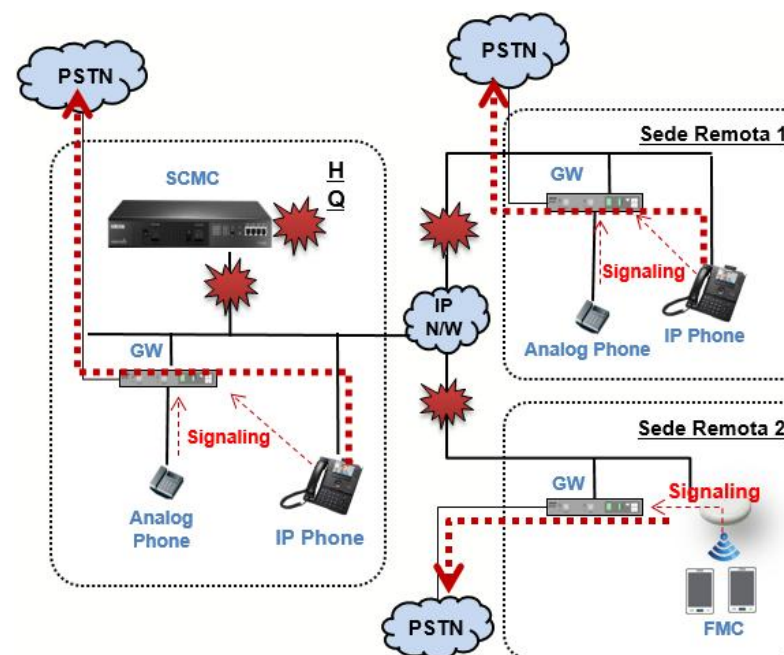 PSTN
SCMC
H
Q
GW
Signaling
Analog
Phone
IP Phone
IP
N/W
PSTN
Sede Remota 1
GW
Signaling
Analog Phone
IP Phone
Sede Remota 2
GW
Signaling
FMC
PSTN